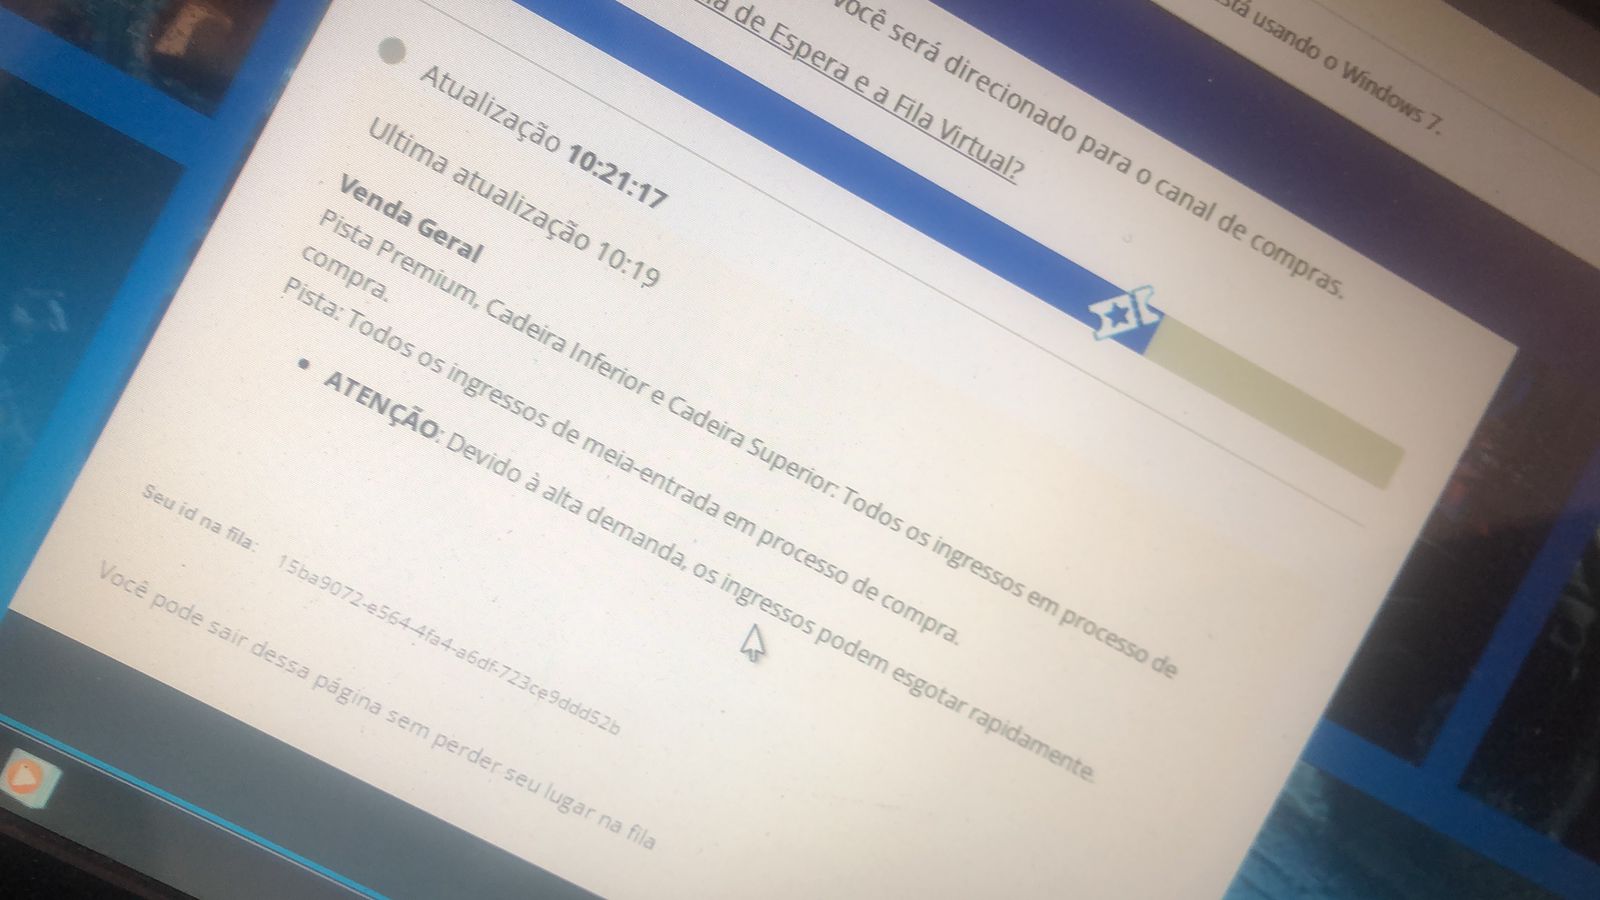 usando o Windows 7.
você será direcionado para o canal de compras.
de Espera e a Fila Virtual?
Atualização 10:21:17
Ultima atualização 10:19
Venda Geral
Pista Premium, Cadeira Inferior e Cadeira Superior: Todos os ingressos em processo de
compra.
Pista: Todos os ingressos de meia-entrada em processo de compra.
• ATENÇÃO: Devido à alta demanda, os ingressos podem esgotar rapidamente.
Seu id na fila: 15ba9072-e564-4fa4-a6df-723ce9ddd52b
Você pode sair dessa página sem perder seu lugar na fila